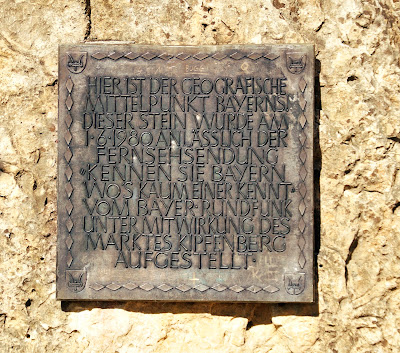 HIER IST DER GEOGRAFISCHE
MITTELPUNKT BAYERNS!
DIESER STEIN WURDE AM
1·6·1980 ANLÄSSLICH DER
FERNSEHSENDUNG
"KENNEN SIE BAYERN
WO'S KAUM EINER KENNT"
VOM BAYER·RUNDFUNK
UNTER MITWIRKUNG DES
MARKTES KIPFENBERG
AUFGESTELLT·